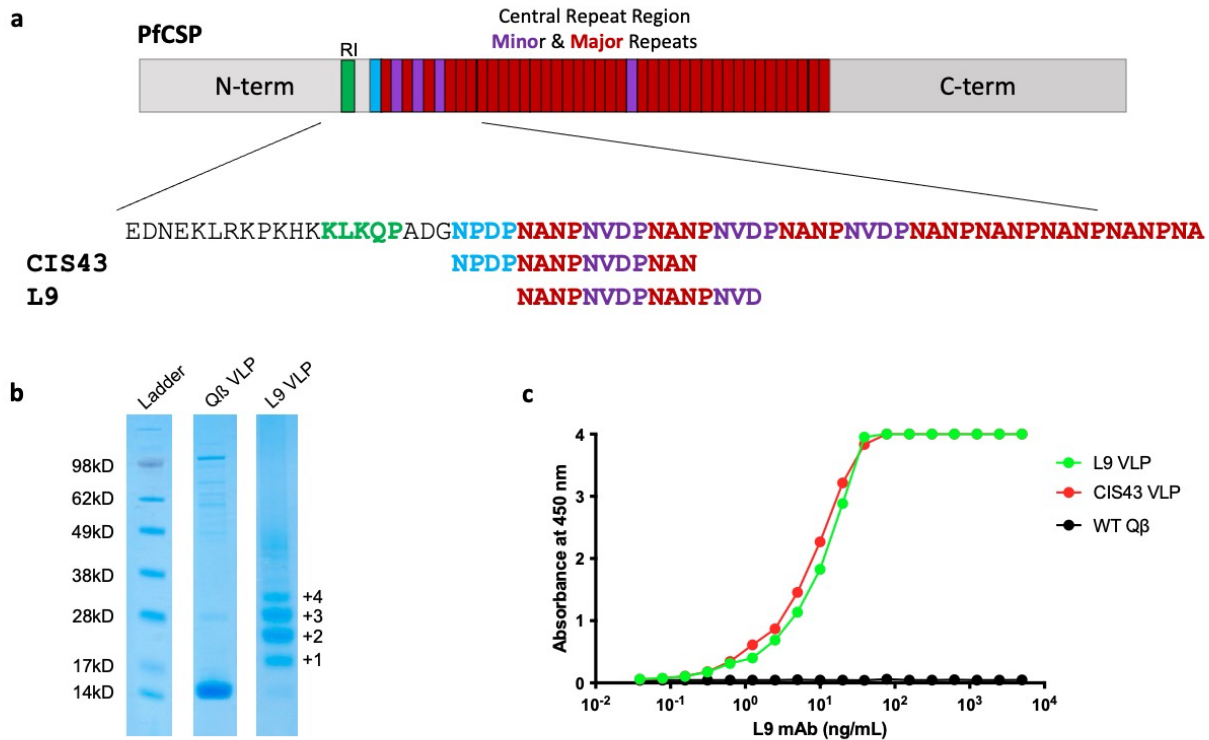 a
PfCSP
Central Repeat Region
Minor & Major Repeats
RI
N-term
C-term
EDNEKLRKPKHKKLKQPADGNPDPNANPNVDPNANPNVDPNANPNVDPNANPNANPNANPNANPNA
CIS43
NPDPNANPNVDPNAN
L9
NANPNVDPNANPNVD
b
Ladder
Qß VLP
L9 VLP
98kD
62kD
49kD
38kD
28kD
17kD
14kD
+4
+3
+2
+1
c
Absorbance at 450 nm
4
3
2
1
0
10-2
10-1
100
101
102
103
104
L9 mAb (ng/mL)
L9 VLP
CIS43 VLP
WT Qβ